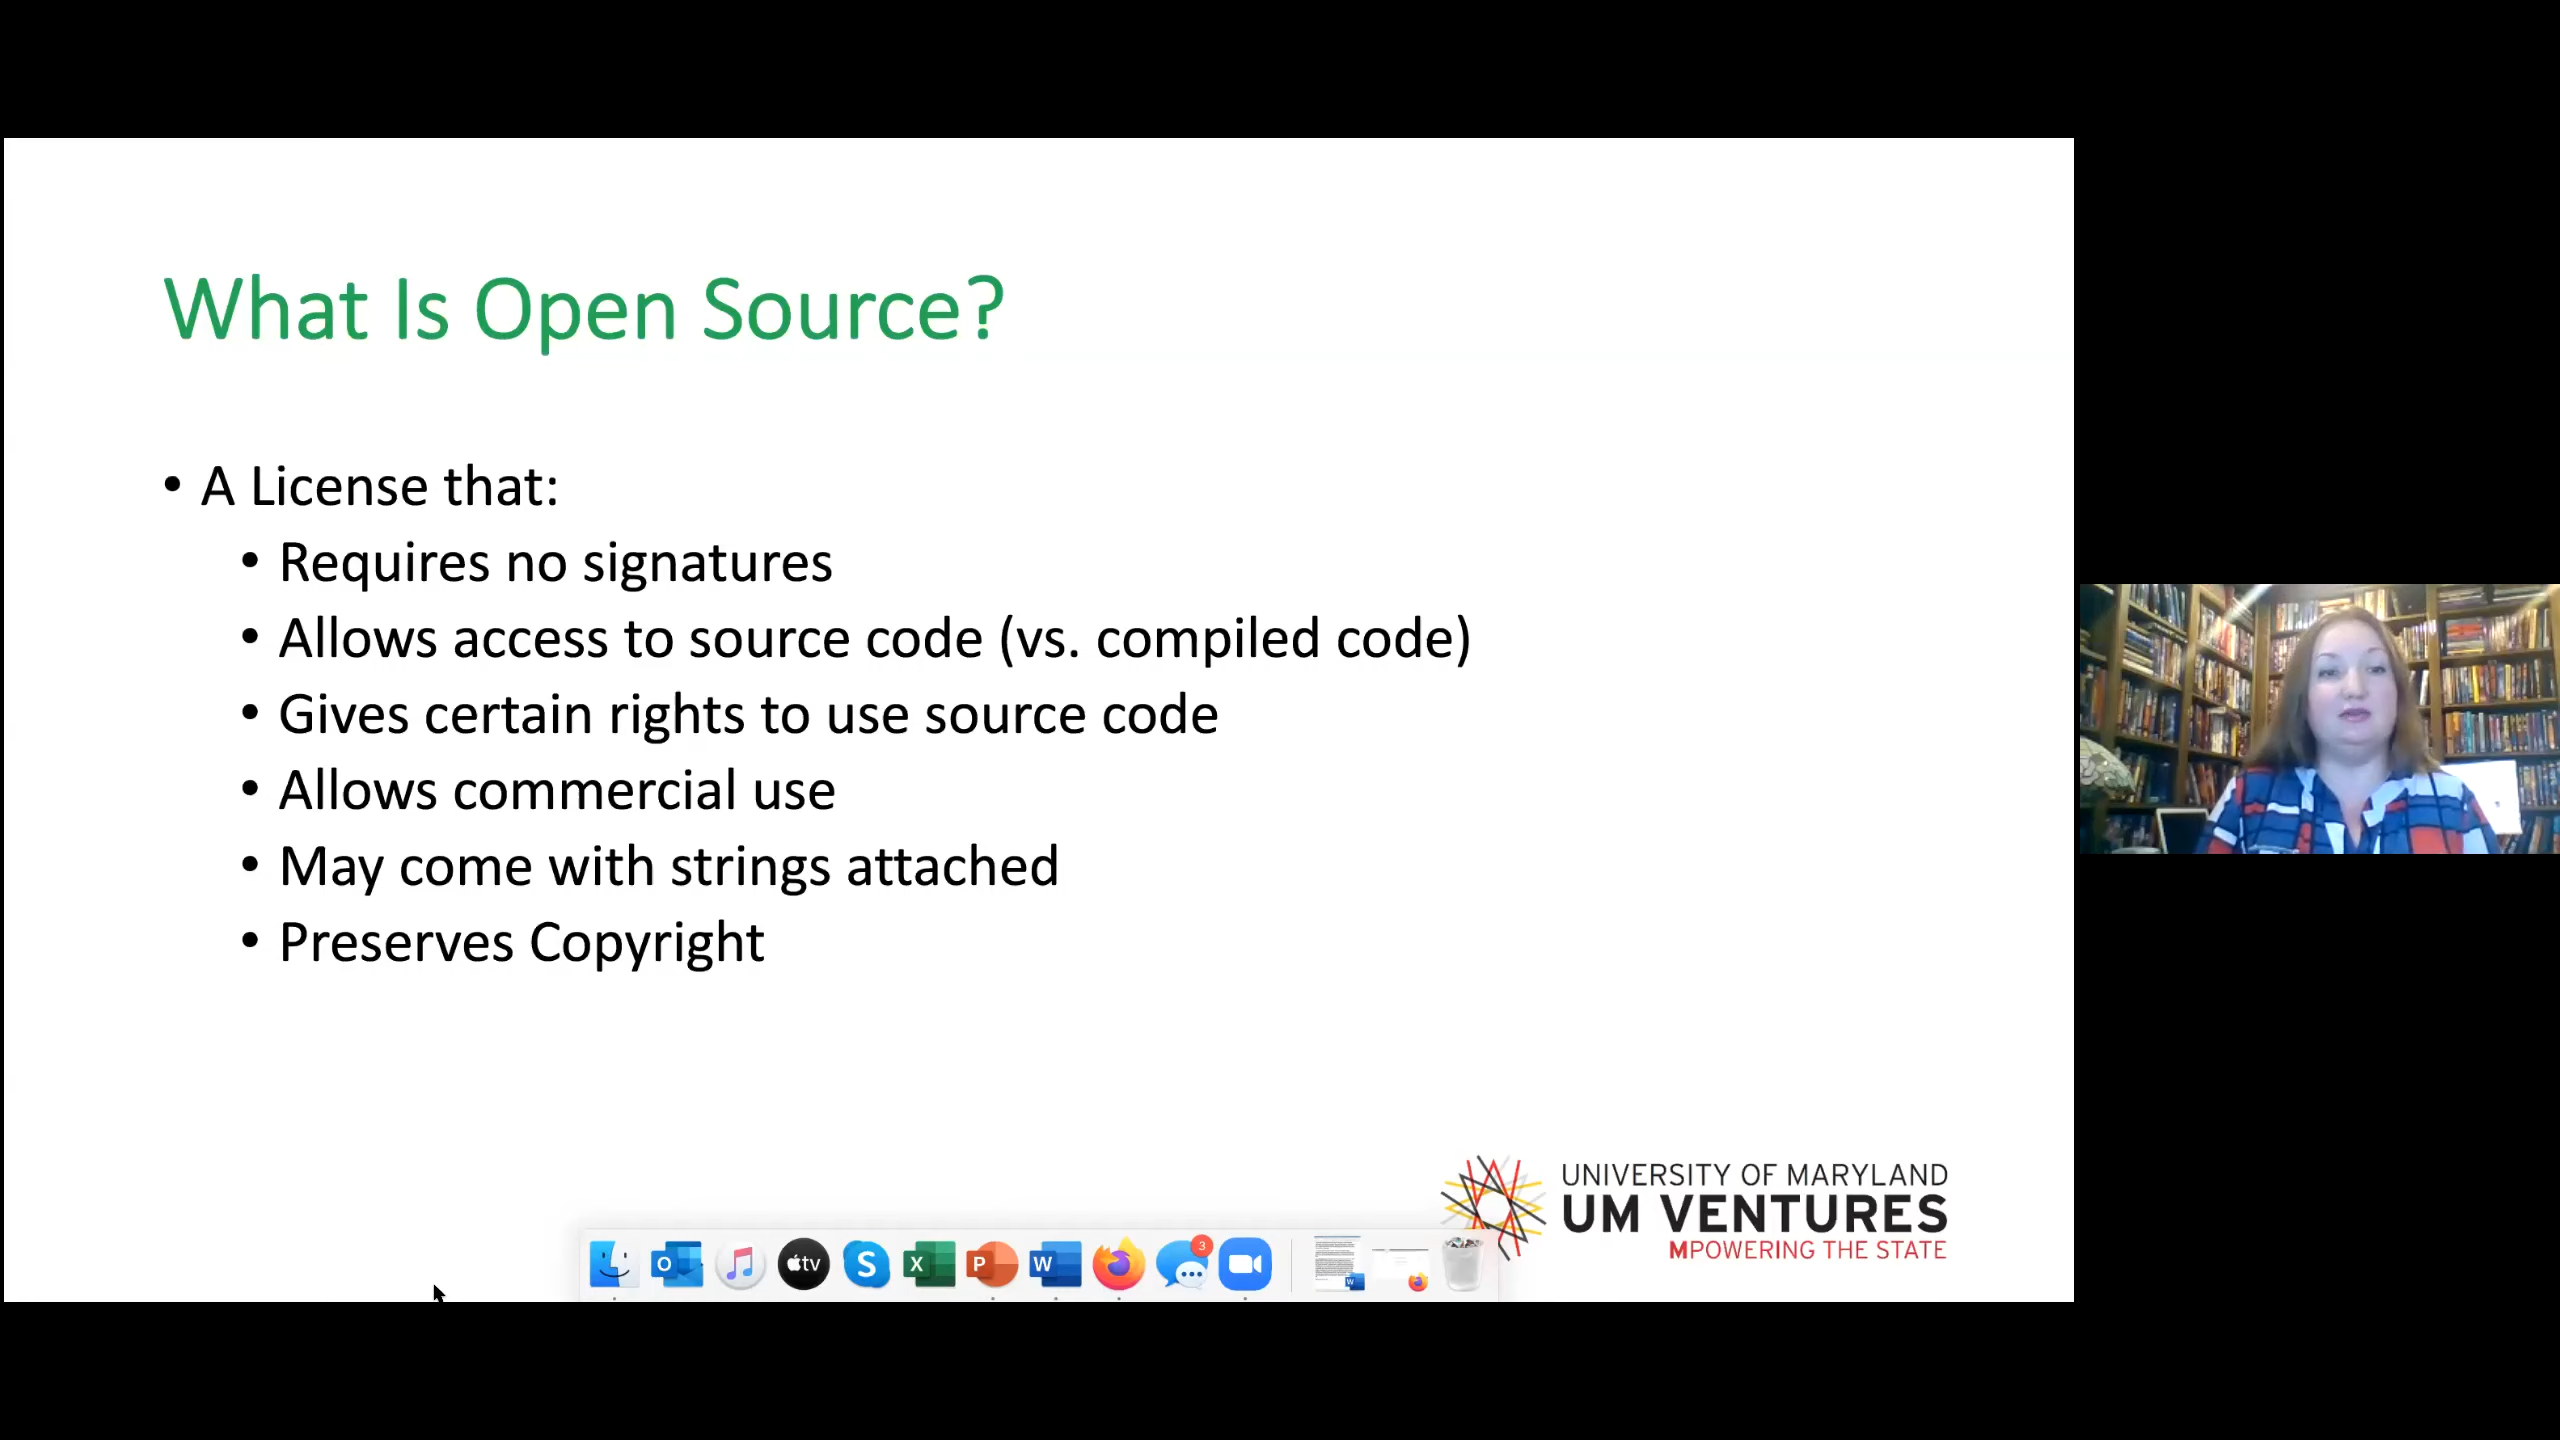 What Is Open Source?
• A License that:
• Requires no signatures
• Allows access to source code (vs. compiled code)
• Gives certain rights to use source code
• Allows commercial use
• May come with strings attached
• Preserves Copyright
UNIVERSITY OF MARYLAND
UM VENTURES
MPOWERING THE STATE
O
tv
S
X
P
W
3
W